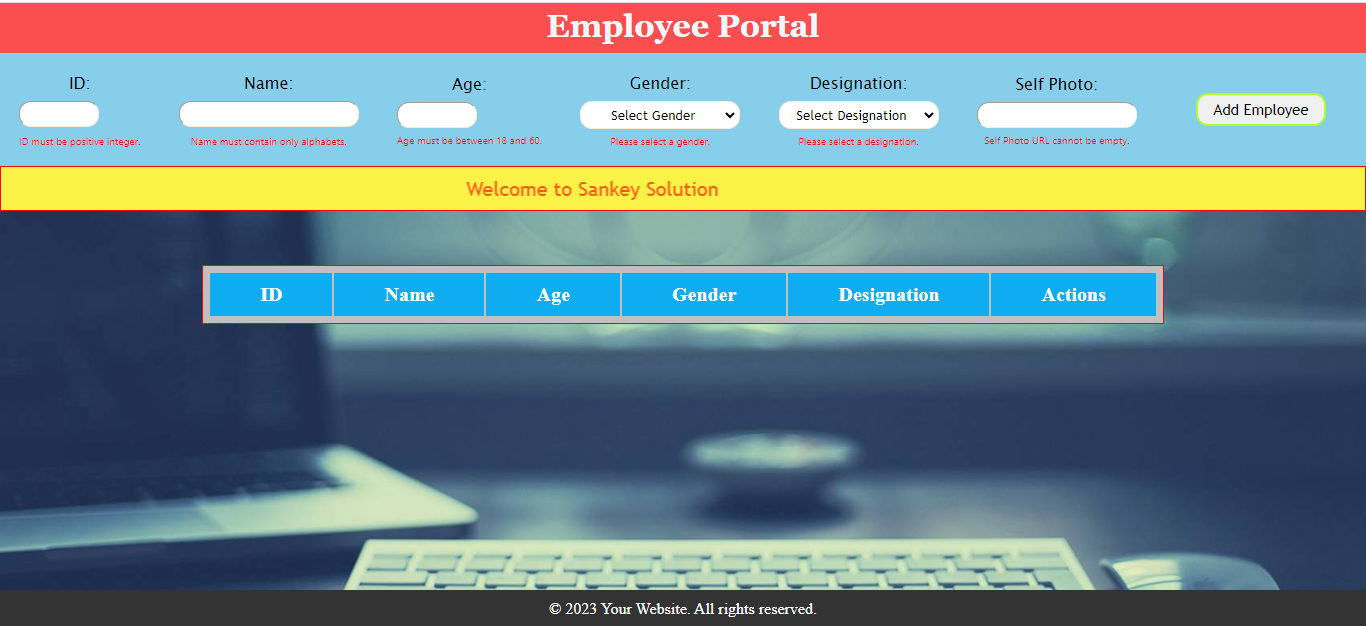 Employee Portal
ID: Name: Age: Gender: Designation: Self Photo:
Select Gender Select Designation Add Employee
ID must be positive integer. Name must contain only alphabets. Age must be between 18 and 60. Please select a gender. Please select a designation. Self Photo URL cannot be empty.
Welcome to Sankey Solution
ID Name Age Gender Designation Actions
© 2023 Your Website. All rights reserved.